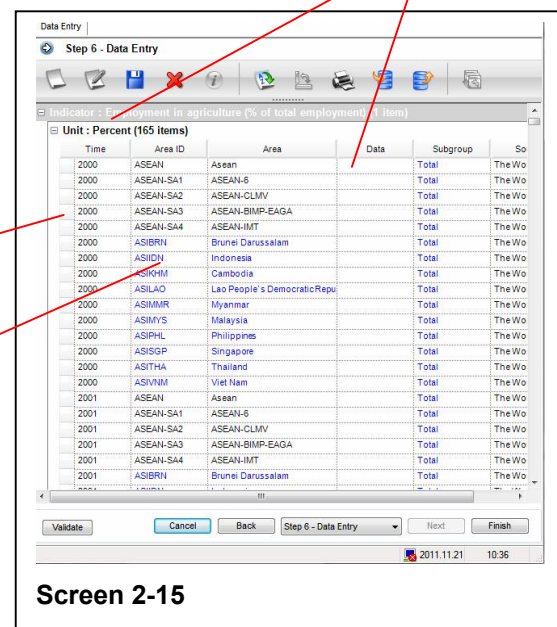 Data Entry
Step 6 - Data Entry
Indicator : Employment in agriculture (% of total employment) (1 item)
Unit : Percent (165 items)
Time Area ID Area Data Subgroup So
2000 ASEAN Asean Total The Wo
2000 ASEAN-SA1 ASEAN-6 Total The Wo
2000 ASEAN-SA2 ASEAN-CLMV Total The Wo
2000 ASEAN-SA3 ASEAN-BIMP-EAGA Total The Wo
2000 ASEAN-SA4 ASEAN-IMT Total The Wo
2000 ASIBRN Brunei Darussalam Total The Wo
2000 ASIIDN Indonesia Total The Wo
2000 ASIKHM Cambodia Total The Wo
2000 ASILAO Lao People`s Democratic Repu Total The Wo
2000 ASIMMR Myanmar Total The Wo
2000 ASIMYS Malaysia Total The Wo
2000 ASIPHL Philippines Total The Wo
2000 ASISGP Singapore Total The Wo
2000 ASITHA Thailand Total The Wo
2000 ASIVNM Viet Nam Total The Wo
2001 ASEAN Asean Total The Wo
2001 ASEAN-SA1 ASEAN-6 Total The Wo
2001 ASEAN-SA2 ASEAN-CLMV Total The Wo
2001 ASEAN-SA3 ASEAN-BIMP-EAGA Total The Wo
2001 ASEAN-SA4 ASEAN-IMT Total The Wo
2001 ASIBRN Brunei Darussalam Total The Wo
Validate Cancel Back Step 6 - Data Entry Next Finish
2011.11.21 10:36
Screen 2-15